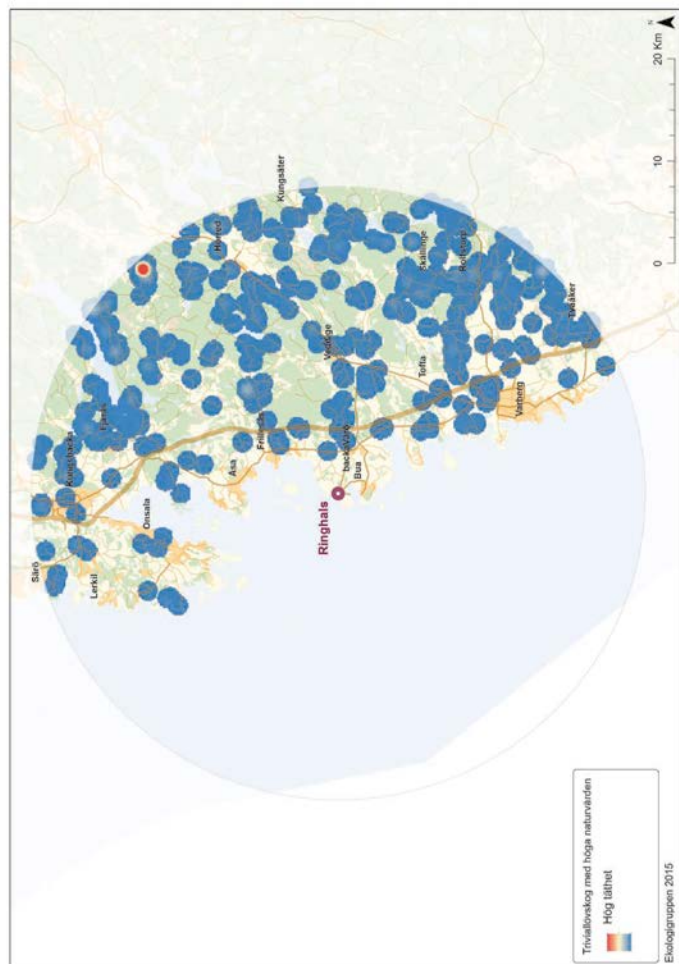 N
20 Km
10
0
Kungsäter
Horred
Skällinge
Rolfstorp
Tvååker
Veddige
Tofta
Varberg
Fjärås
Kungsbacka
Frillesås
Åsa
backaVärö
Bua
Onsala
Ringhals
Särö
Lerkil
Triviallövskog med höga naturvärden
Hög täthet
Ekologigruppen 2015